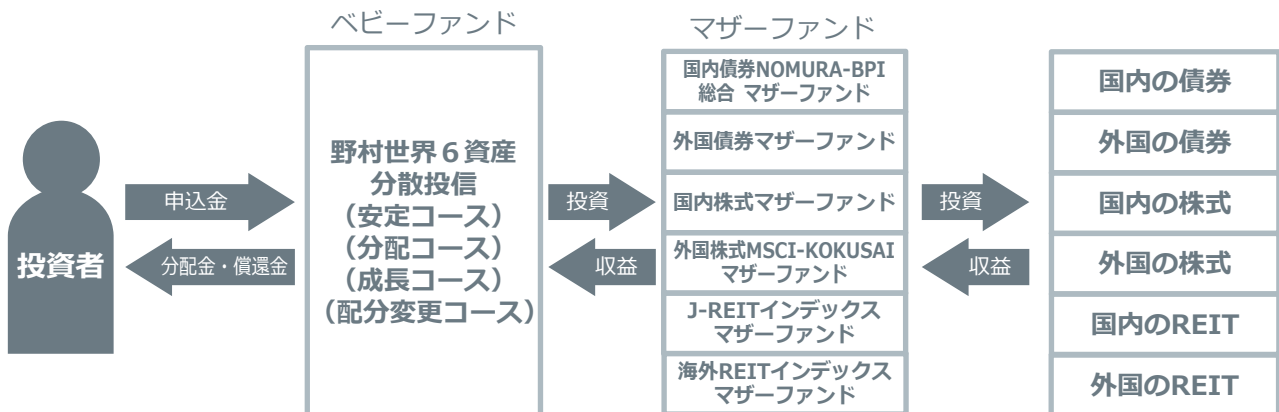 ベビーファンド
マザーファンド
投資者
申込金
分配金・償還金
野村世界６資産
分散投信
（安定コース）
（分配コース）
（成長コース）
（配分変更コース）
投資
収益
国内債券NOMURA-BPI
総合 マザーファンド
外国債券マザーファンド
国内株式マザーファンド
外国株式MSCI-KOKUSAI
マザーファンド
J-REITインデックス
マザーファンド
海外REITインデックス
マザーファンド
投資
収益
国内の債券
外国の債券
国内の株式
外国の株式
国内のREIT
外国のREIT